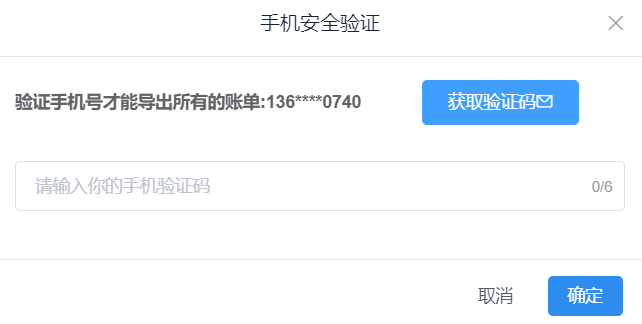 手机安全验证
验证手机号才能导出所有的账单:136****0740
获取验证码
请输入你的手机验证码
0/6
取消
确定